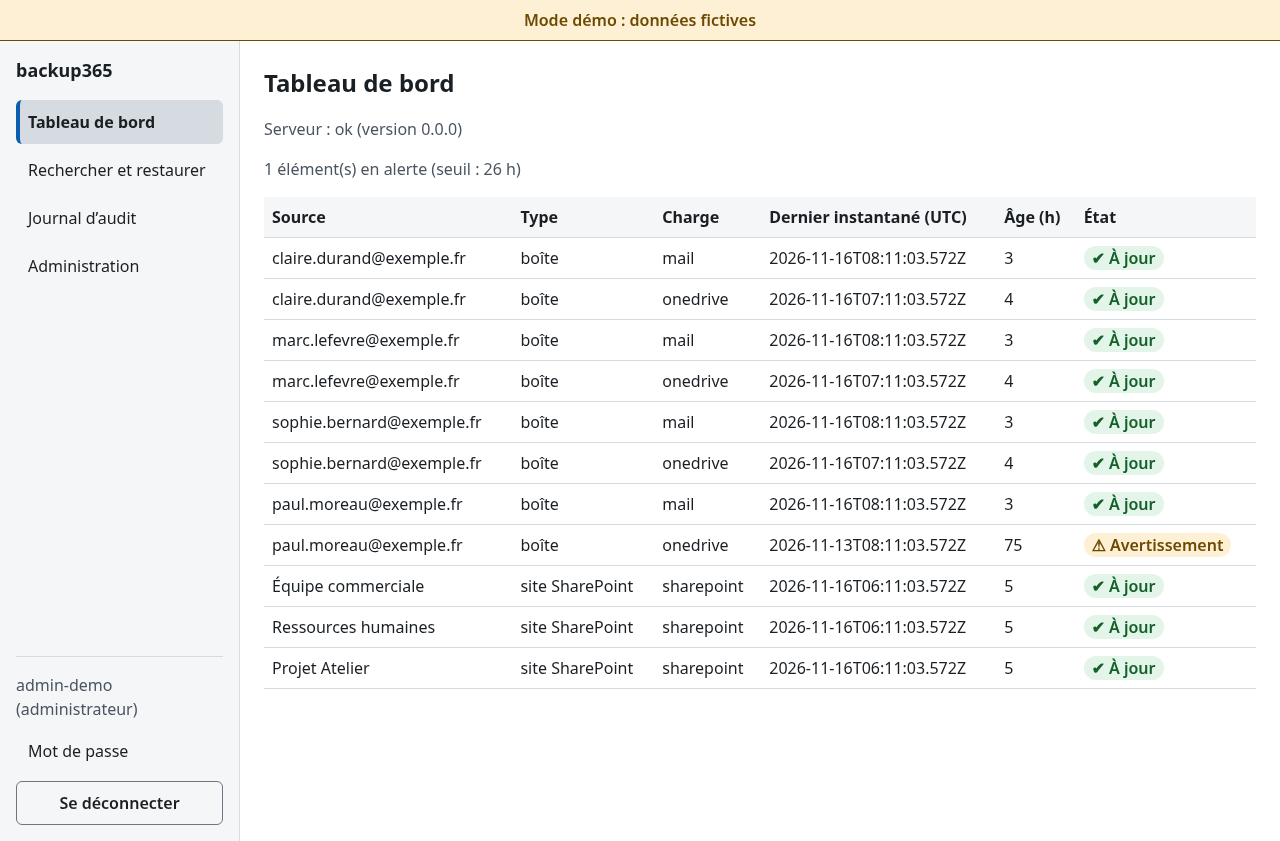 Mode démo : données fictives
backup365
Tableau de bord
Rechercher et restaurer
Journal d’audit
Administration
admin-demo
(administrateur)
Mot de passe
Se déconnecter
Tableau de bord
Serveur : ok (version 0.0.0)
1 élément(s) en alerte (seuil : 26 h)
Source Type Charge Dernier instantané (UTC) Âge (h) État
claire.durand@exemple.fr boîte mail 2026-11-16T08:11:03.572Z 3 ✔ À jour
claire.durand@exemple.fr boîte onedrive 2026-11-16T07:11:03.572Z 4 ✔ À jour
marc.lefevre@exemple.fr boîte mail 2026-11-16T08:11:03.572Z 3 ✔ À jour
marc.lefevre@exemple.fr boîte onedrive 2026-11-16T07:11:03.572Z 4 ✔ À jour
sophie.bernard@exemple.fr boîte mail 2026-11-16T08:11:03.572Z 3 ✔ À jour
sophie.bernard@exemple.fr boîte onedrive 2026-11-16T07:11:03.572Z 4 ✔ À jour
paul.moreau@exemple.fr boîte mail 2026-11-16T08:11:03.572Z 3 ✔ À jour
paul.moreau@exemple.fr boîte onedrive 2026-11-13T08:11:03.572Z 75 ⚠ Avertissement
Équipe commerciale site SharePoint sharepoint 2026-11-16T06:11:03.572Z 5 ✔ À jour
Ressources humaines site SharePoint sharepoint 2026-11-16T06:11:03.572Z 5 ✔ À jour
Projet Atelier site SharePoint sharepoint 2026-11-16T06:11:03.572Z 5 ✔ À jour